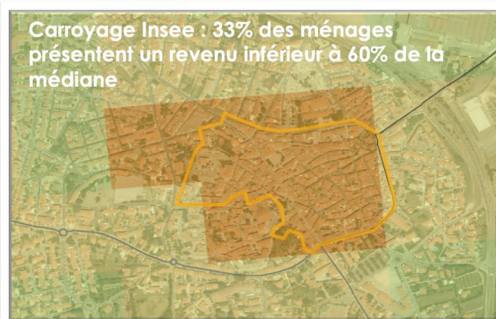 Carroyage Insee : 33% des ménages
présentent un revenu inférieur à 60% de la
médiane